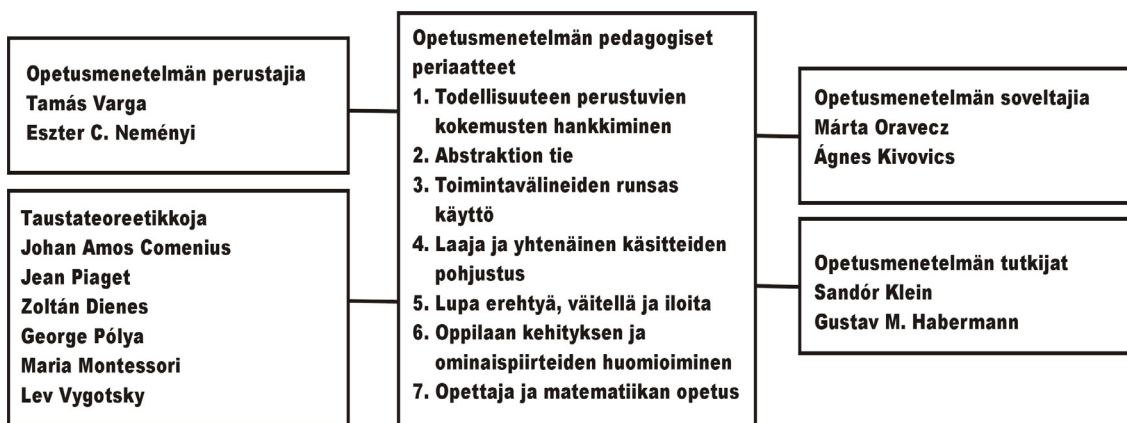 Opetusmenetelmän perustajia
Tamás Varga
Eszter C. Neményi
Taustateoreetikkoja
Johan Amos Comenius
Jean Piaget
Zoltán Dienes
George Pólya
Maria Montessori
Lev Vygotsky
Opetusmenetelmän pedagogiset
periaatteet
1. Todellisuuteen perustuvien
kokemusten hankkiminen
2. Abstraktion tie
3. Toimintavälineiden runsas
käyttö
4. Laaja ja yhtenäinen käsitteiden
pohjustus
5. Lupa erehtyä, väitellä ja iloita
6. Oppilaan kehityksen ja
ominaispiirteiden huomioiminen
7. Opettaja ja matematiikan opetus
Opetusmenetelmän soveltajia
Márta Oravecz
Ágnes Kivovics
Opetusmenetelmän tutkijat
Sandór Klein
Gustav M. Habermann